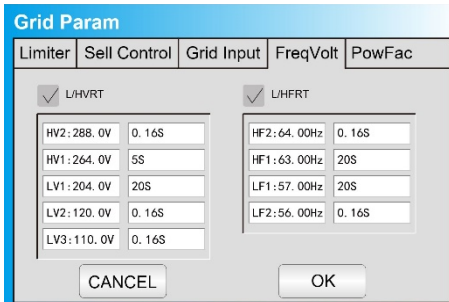 Grid Param
Limiter Sell Control Grid Input FreqVolt PowFac
L/HVRT
HV2:288. 0V 0. 16S
HV1:264. 0V 5S
LV1:204. 0V 20S
LV2:120. 0V 0. 16S
LV3:110. 0V 0. 16S
L/HFRT
HF2:64. 00Hz 0. 16S
HF1:63. 00Hz 20S
LF1:57. 00Hz 20S
LF2:56. 00Hz 0. 16S
CANCEL OK